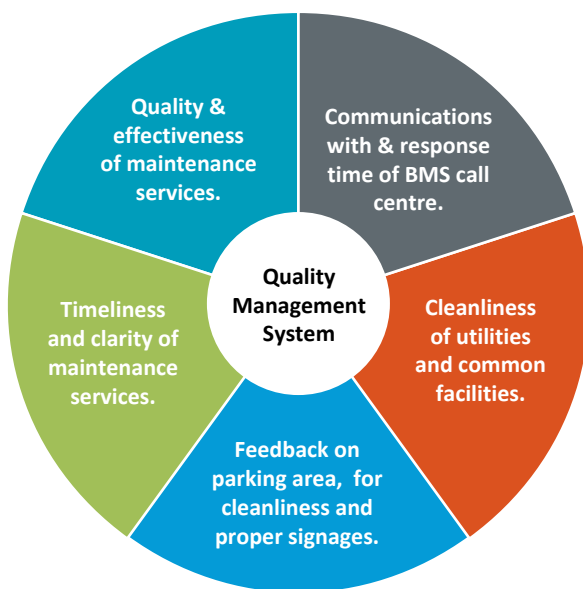 Quality &
effectiveness
of maintenance
services.
Communications
with & response
time of BMS call
centre.
Quality
Management
System
Timeliness
and clarity of
maintenance
services.
Cleanliness
of utilities
and common
facilities.
Feedback on
parking area, for
cleanliness and
proper signages.